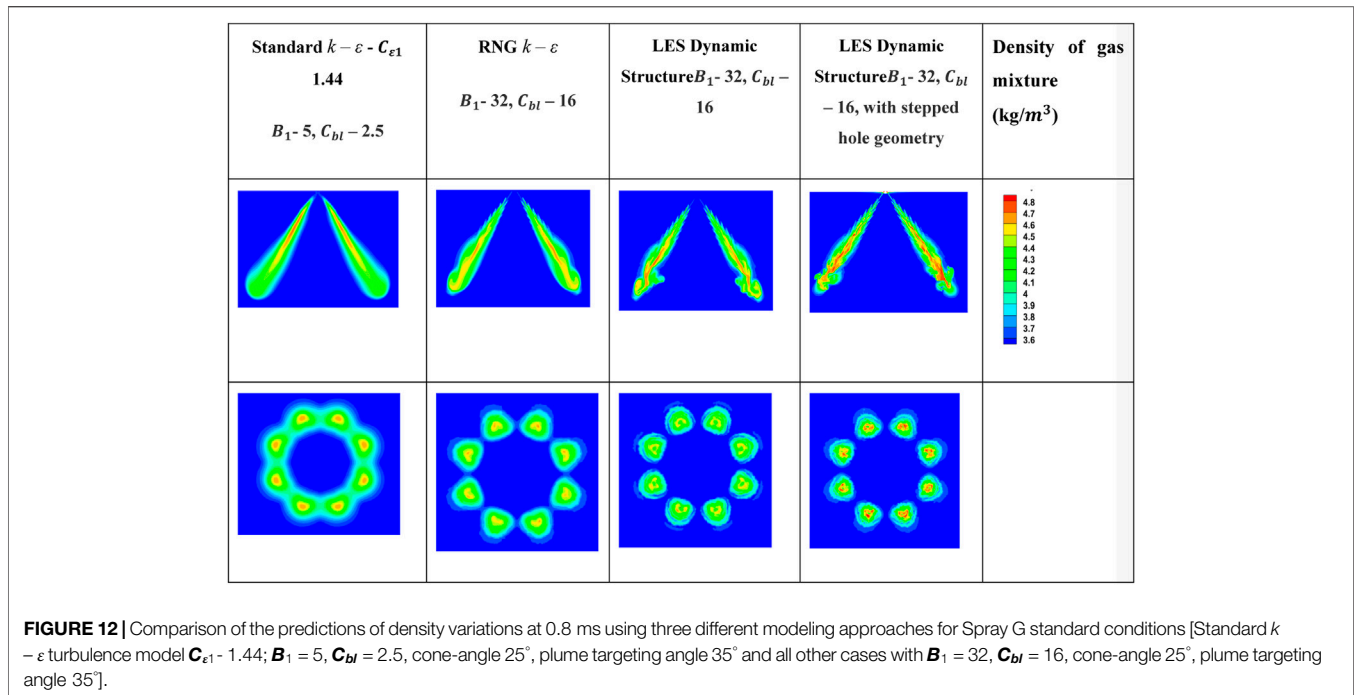 Standard k – ε - Cε1
1.44
B1- 5, Cbl – 2.5
RNG k – ε
B1- 32, Cbl – 16
LES Dynamic
StructureB1- 32, Cbl –
16
LES Dynamic
StructureB1- 32, Cbl
– 16, with stepped
hole geometry
Density of gas
mixture
(kg/m³)
4.8
4.7
4.6
4.5
4.4
4.3
4.2
4.1
4
3.9
3.8
3.7
3.6
FIGURE 12 | Comparison of the predictions of density variations at 0.8 ms using three different modeling approaches for Spray G standard conditions [Standard k
– ε turbulence model Cε1 - 1.44; B1 = 5, Cbl = 2.5, cone-angle 25°, plume targeting angle 35° and all other cases with B1 = 32, Cbl = 16, cone-angle 25°, plume targeting
angle 35°].